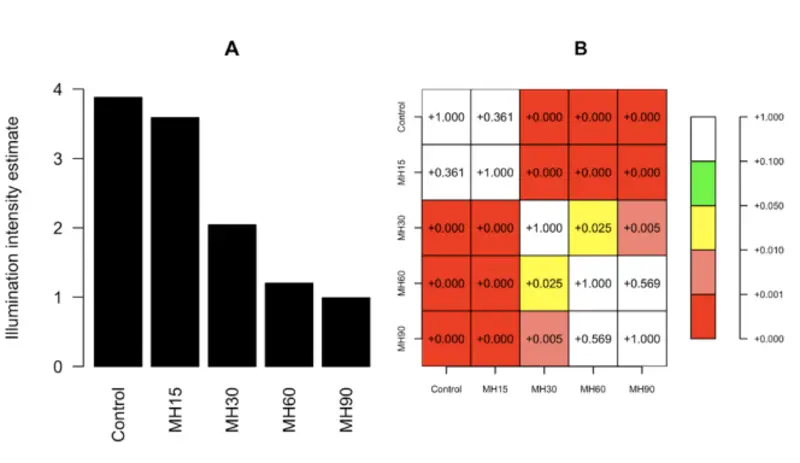 A
Illumination intensity estimate
4
3
2
1
0
Control
MH15
MH30
MH60
MH90
B
Control
+1.000 +0.361 +0.000 +0.000 +0.000
MH15
+0.361 +1.000 +0.000 +0.000 +0.000
MH30
+0.000 +0.000 +1.000 +0.025 +0.005
MH60
+0.000 +0.000 +0.025 +1.000 +0.569
MH90
+0.000 +0.000 +0.005 +0.569 +1.000
Control MH15 MH30 MH60 MH90
+1.000
+0.100
+0.050
+0.010
+0.001
+0.000